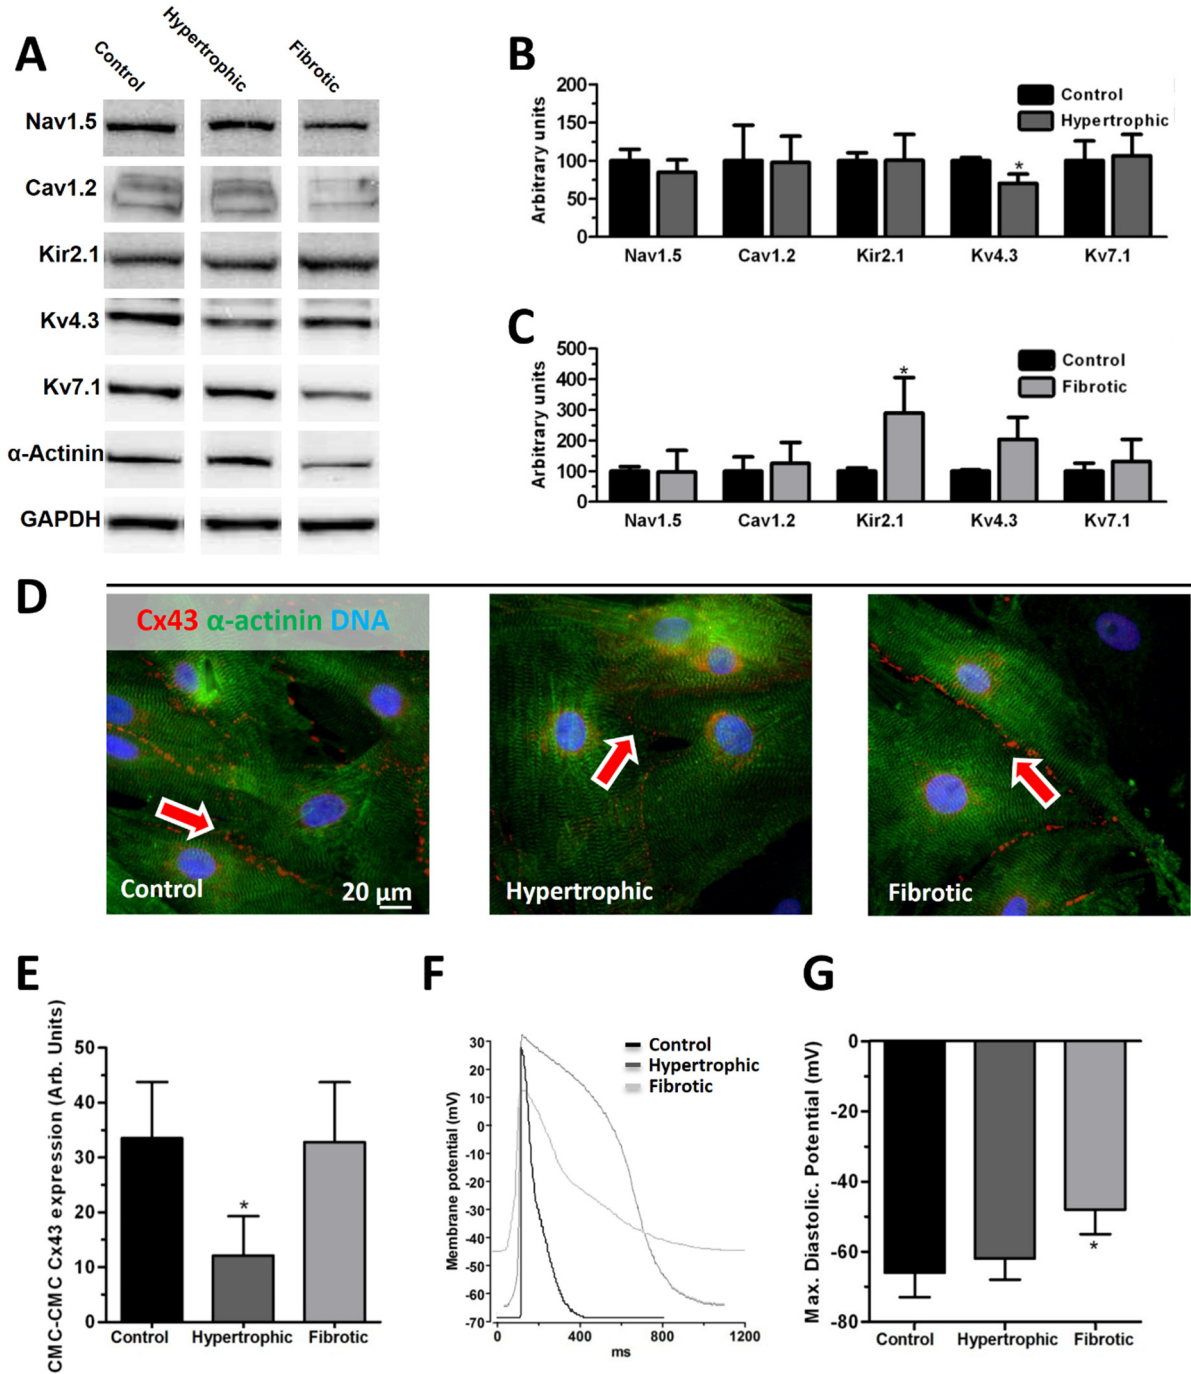 A
Control
Hypertrophic
Fibrotic
Nav1.5
Cav1.2
Kir2.1
Kv4.3
Kv7.1
α-Actinin
GAPDH
B
Arbitrary units
200
150
100
50
0
Control
Hypertrophic
*
Nav1.5 Cav1.2 Kir2.1 Kv4.3 Kv7.1
C
Arbitrary units
500
400
300
200
100
0
Control
Fibrotic
*
Nav1.5 Cav1.2 Kir2.1 Kv4.3 Kv7.1
D
Cx43 α-actinin DNA
Control
20 µm
Hypertrophic
Fibrotic
E
CMC-CMC Cx43 expression (Arb. Units)
50
40
30
20
10
0
*
Control Hypertrophic Fibrotic
F
Membrane potential (mV)
30
20
10
0
-10
-20
-30
-40
-50
-60
-70
Control
Hypertrophic
Fibrotic
0 400 800 1200
ms
G
Max. Diastolic. Potential (mV)
0
-20
-40
-60
-80
*
Control Hypertrophic Fibrotic